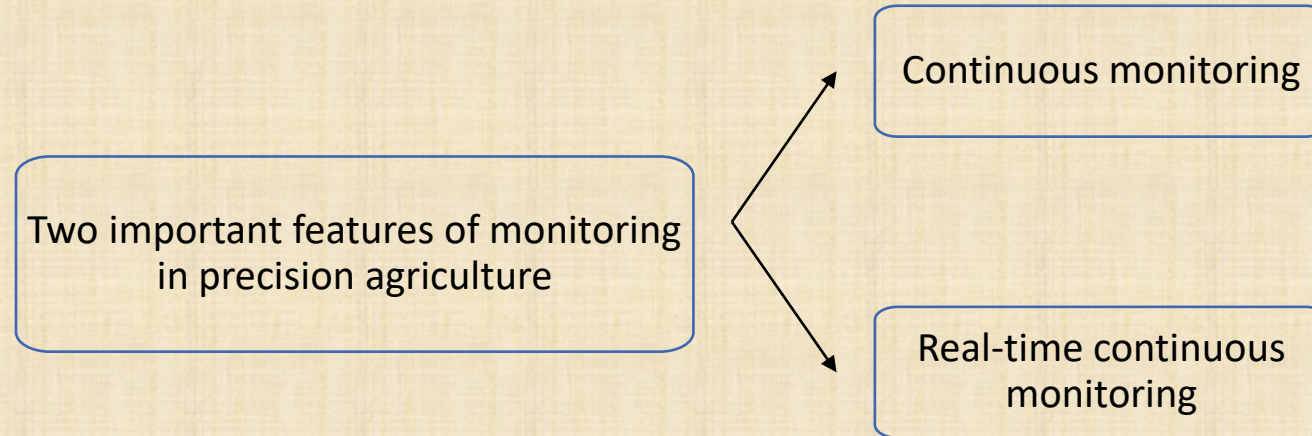 Continuous monitoring
Two important features of monitoring
in precision agriculture
Real-time continuous
monitoring